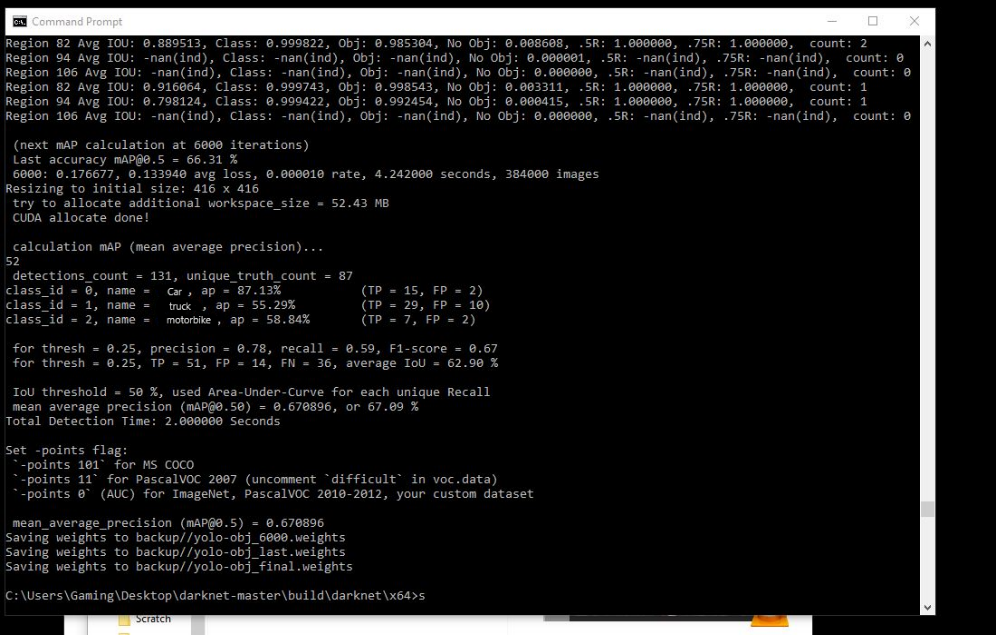 Command Prompt
Region 82 Avg IOU: 0.889513, Class: 0.999822, Obj: 0.985304, No Obj: 0.008608, .5R: 1.000000, .75R: 1.000000,  count: 2
Region 94 Avg IOU: -nan(ind), Class: -nan(ind), Obj: -nan(ind), No Obj: 0.000001, .5R: -nan(ind), .75R: -nan(ind),  count: 0
Region 106 Avg IOU: -nan(ind), Class: -nan(ind), Obj: -nan(ind), No Obj: 0.000000, .5R: -nan(ind), .75R: -nan(ind),  count: 0
Region 82 Avg IOU: 0.916064, Class: 0.999743, Obj: 0.998543, No Obj: 0.003311, .5R: 1.000000, .75R: 1.000000,  count: 1
Region 94 Avg IOU: 0.798124, Class: 0.999422, Obj: 0.992454, No Obj: 0.000415, .5R: 1.000000, .75R: 1.000000,  count: 1
Region 106 Avg IOU: -nan(ind), Class: -nan(ind), Obj: -nan(ind), No Obj: 0.000000, .5R: -nan(ind), .75R: -nan(ind),  count: 0
(next mAP calculation at 6000 iterations)
Last accuracy mAP@0.5 = 66.31 %
6000: 0.176677, 0.133940 avg loss, 0.000010 rate, 4.242000 seconds, 384000 images
Resizing to initial size: 416 x 416
try to allocate additional workspace_size = 52.43 MB
CUDA allocate done!
calculation mAP (mean average precision)...
52
detections_count = 131, unique_truth_count = 87
class_id = 0, name = Car, ap = 87.13% (TP = 15, FP = 2)
class_id = 1, name = truck, ap = 55.29% (TP = 29, FP = 10)
class_id = 2, name = motorbike, ap = 58.84% (TP = 7, FP = 2)
for thresh = 0.25, precision = 0.78, recall = 0.59, F1-score = 0.67
for thresh = 0.25, TP = 51, FP = 14, FN = 36, average IoU = 62.90 %
IoU threshold = 50 %, used Area-Under-Curve for each unique Recall
mean average precision (mAP@0.50) = 0.670896, or 67.09 %
Total Detection Time: 2.000000 Seconds
Set -points flag:
`-points 101` for MS COCO
`-points 11` for PascalVOC 2007 (uncomment `difficult` in voc.data)
`-points 0` (AUC) for ImageNet, PascalVOC 2010-2012, your custom dataset
mean_average_precision (mAP@0.5) = 0.670896
Saving weights to backup//yolo-obj_6000.weights
Saving weights to backup//yolo-obj_last.weights
Saving weights to backup//yolo-obj_final.weights
C:\Users\Gaming\Desktop\darknet-master\build\darknet\x64>s
Scratch